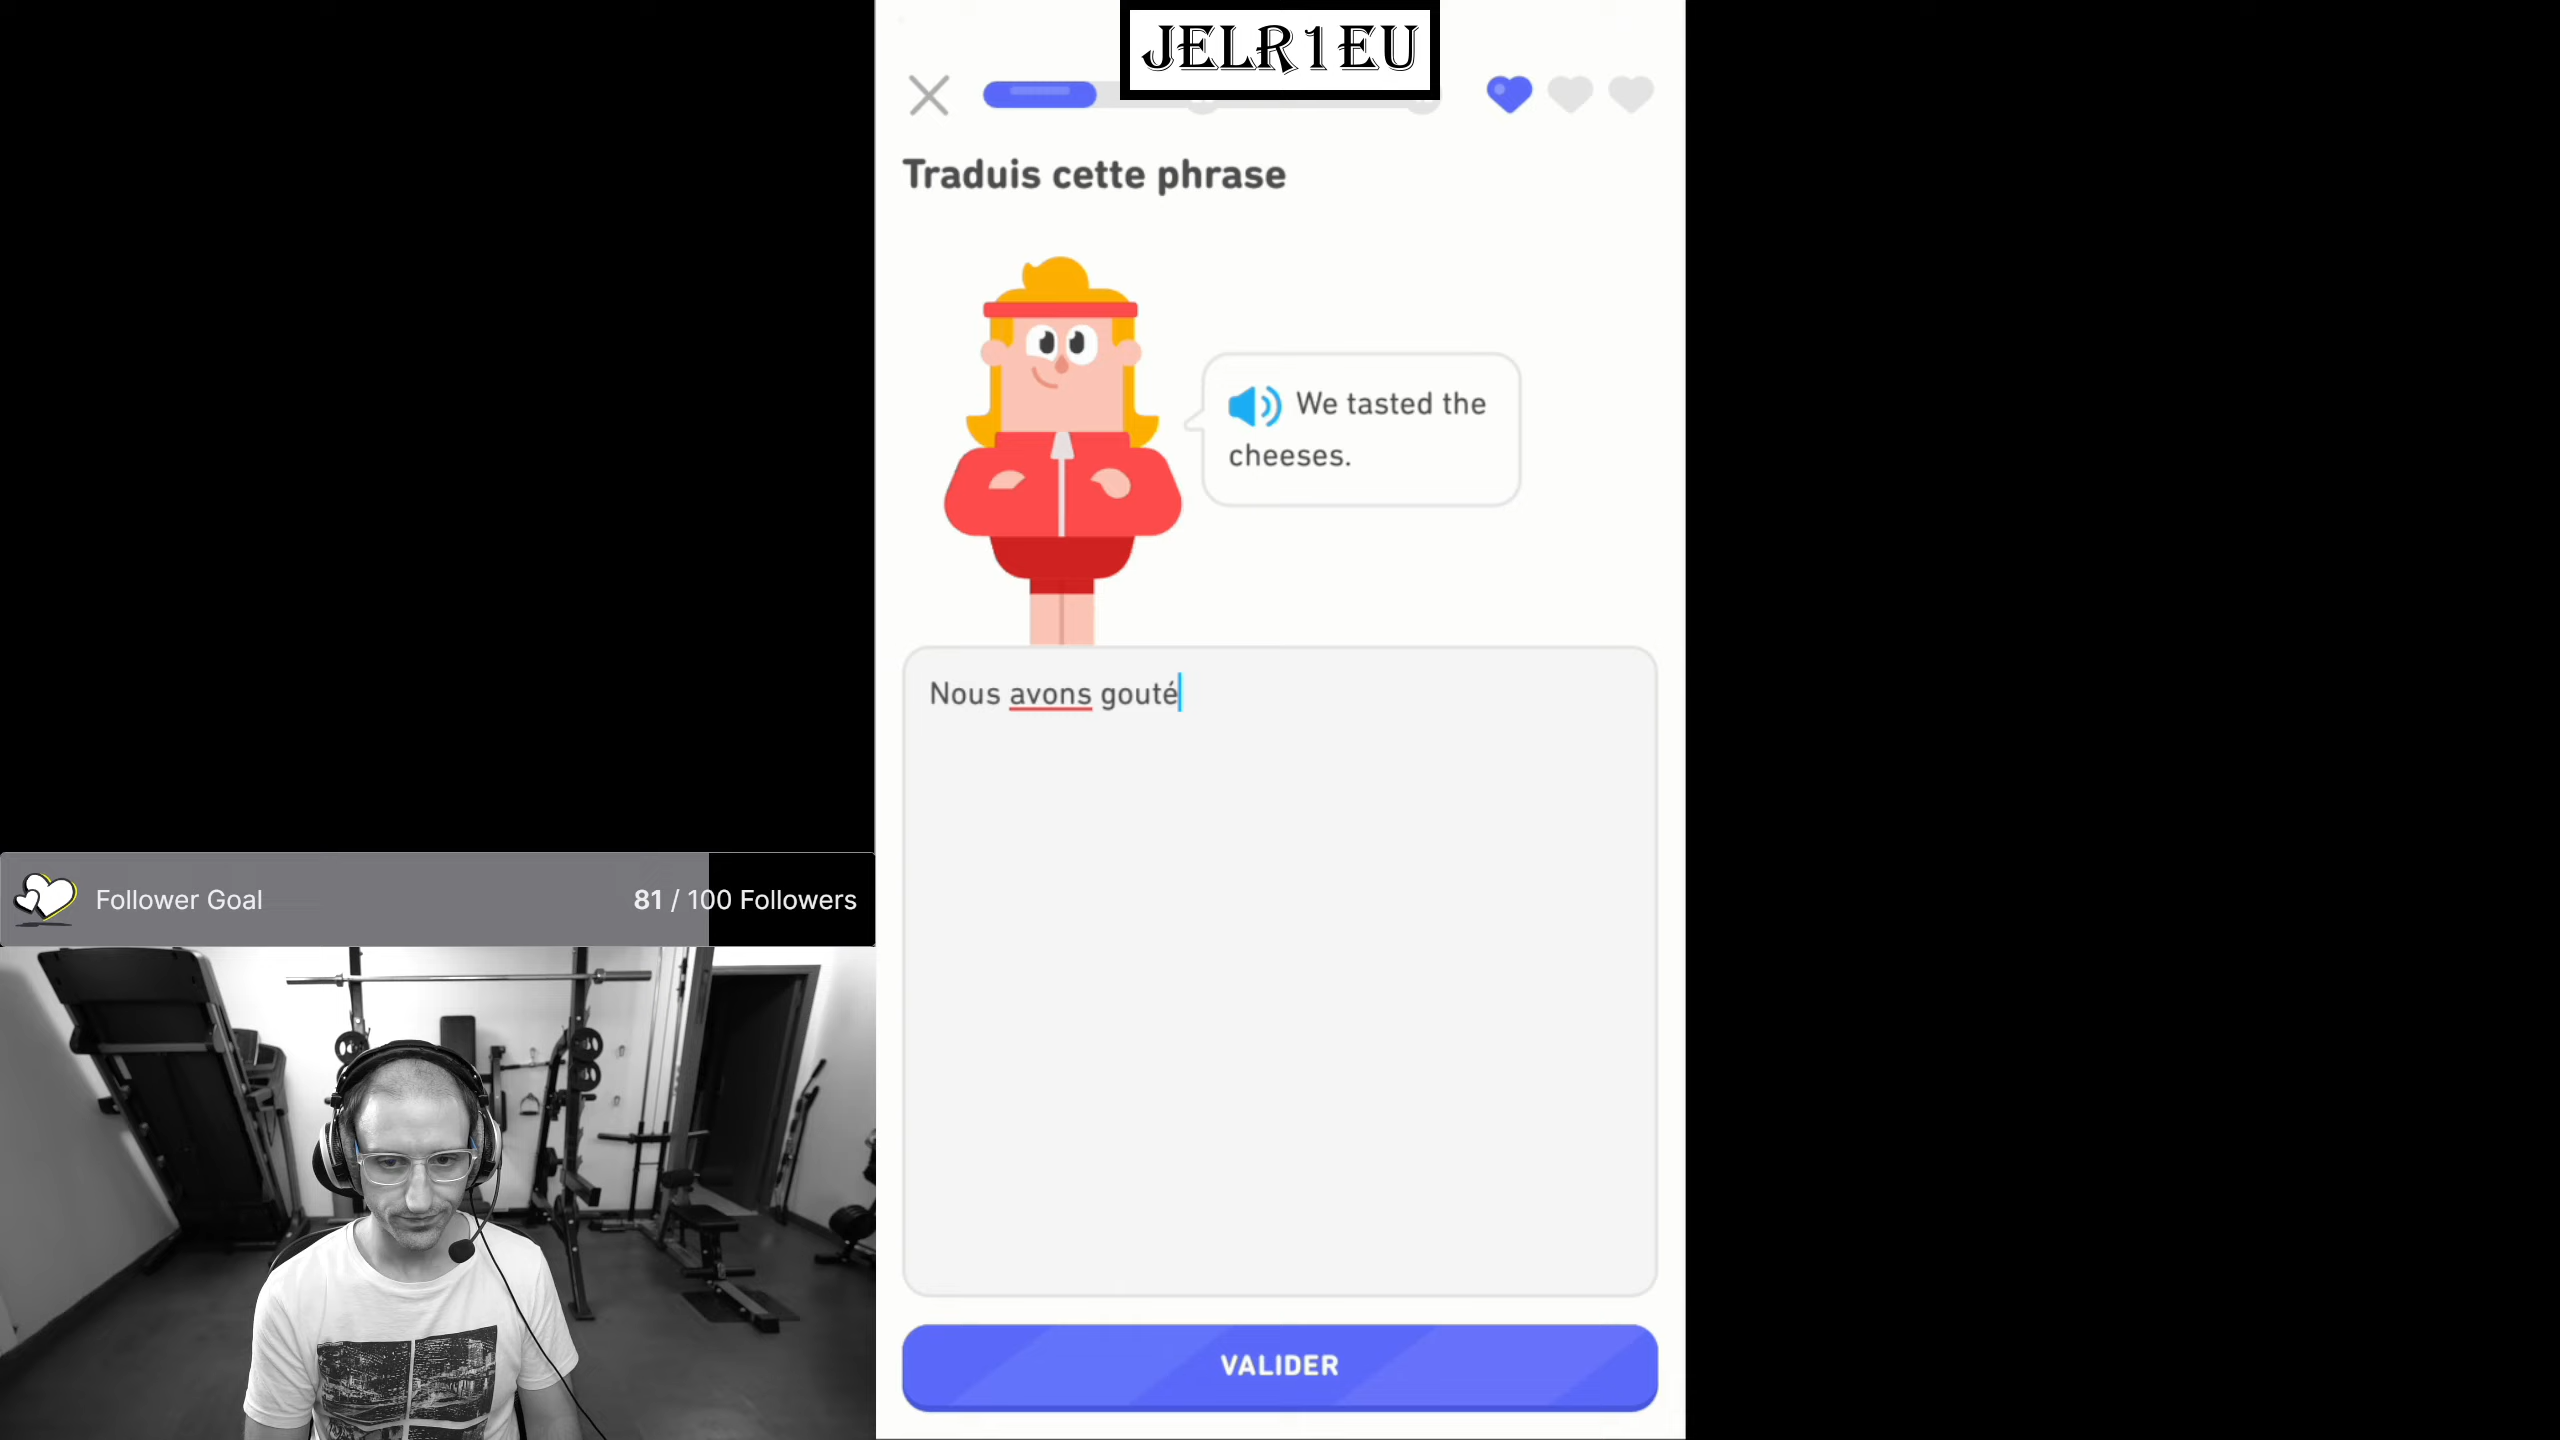 JELR1EU
Traduis cette phrase
We tasted the
cheeses.
Nous avons gouté
VALIDER
Follower Goal
81 / 100 Followers